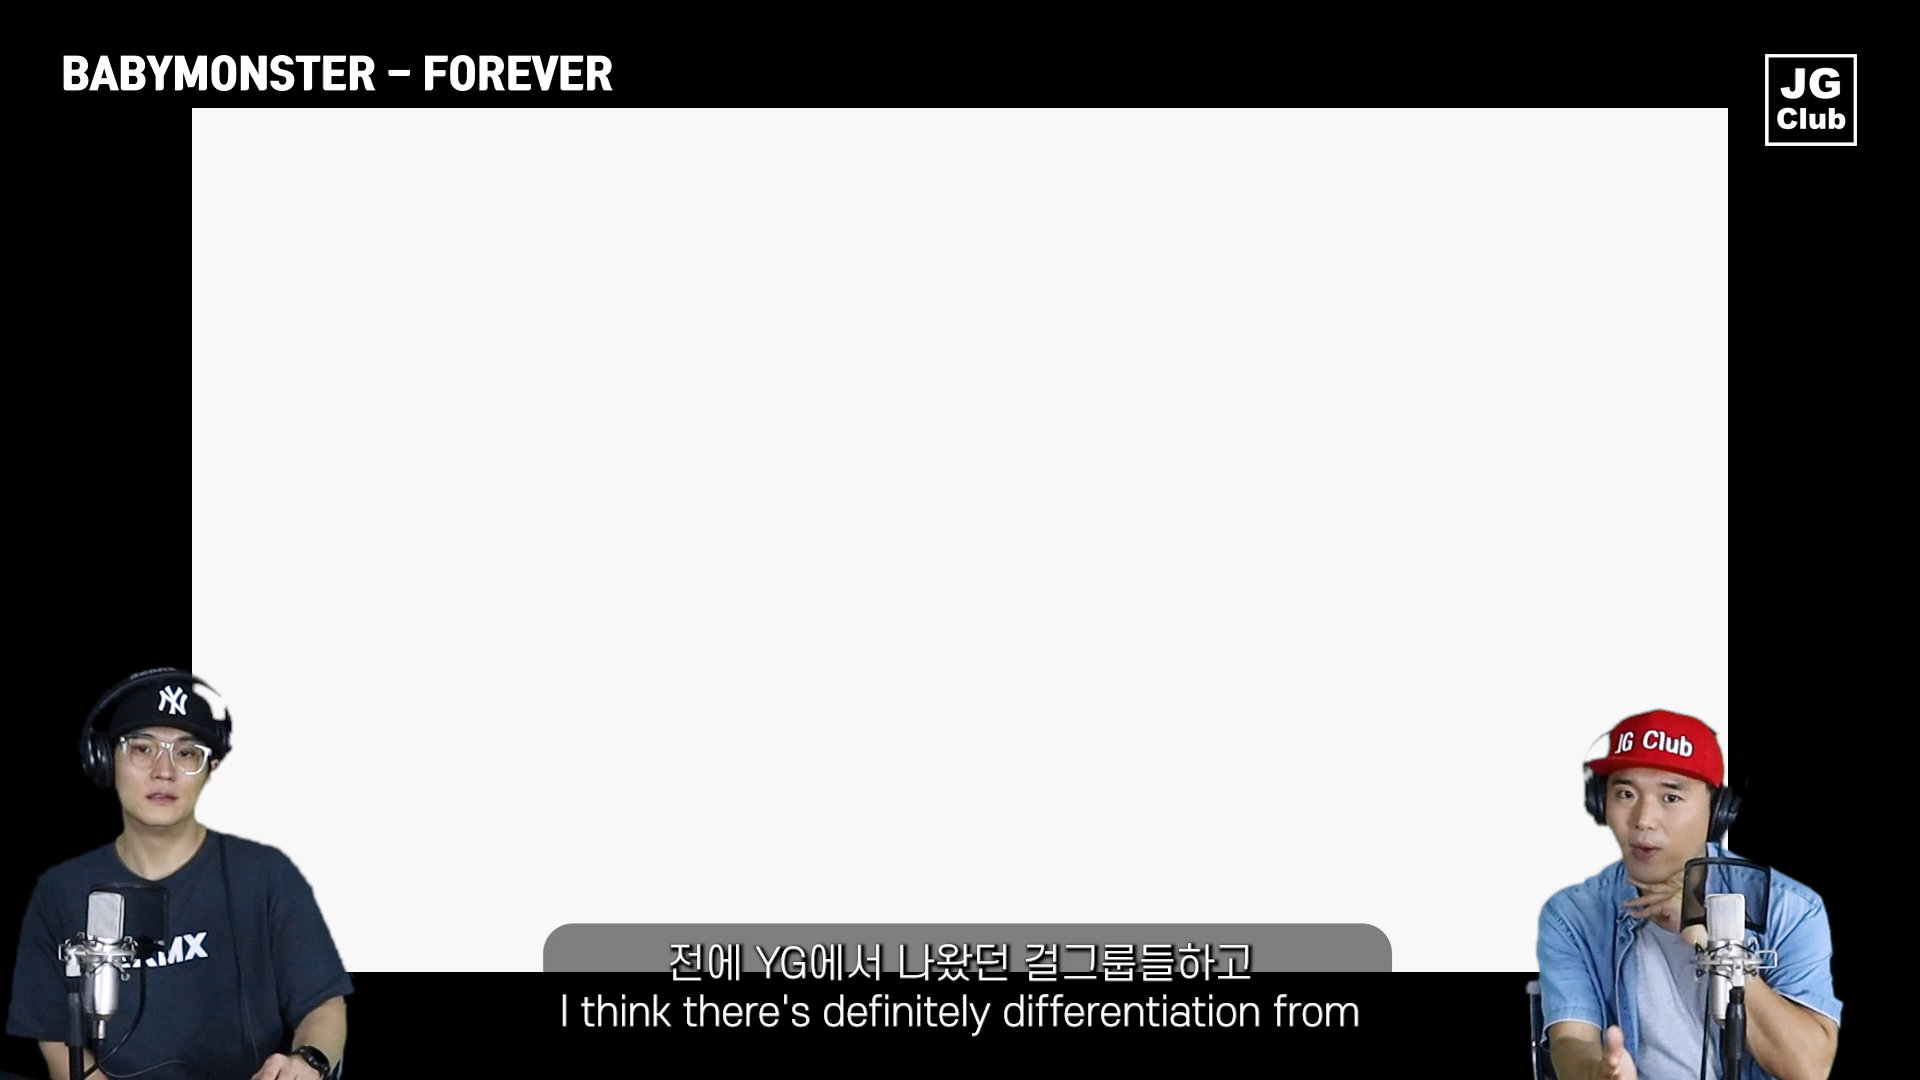 BABYMONSTER – FOREVER
JG
Club
NY
JG Club
MX
전에 YG에서 나왔던 걸그룹들하고
I think there's definitely differentiation from